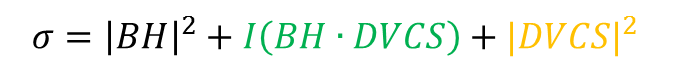 σ = |BH|² + I(BH · DVCS) + |DVCS|²